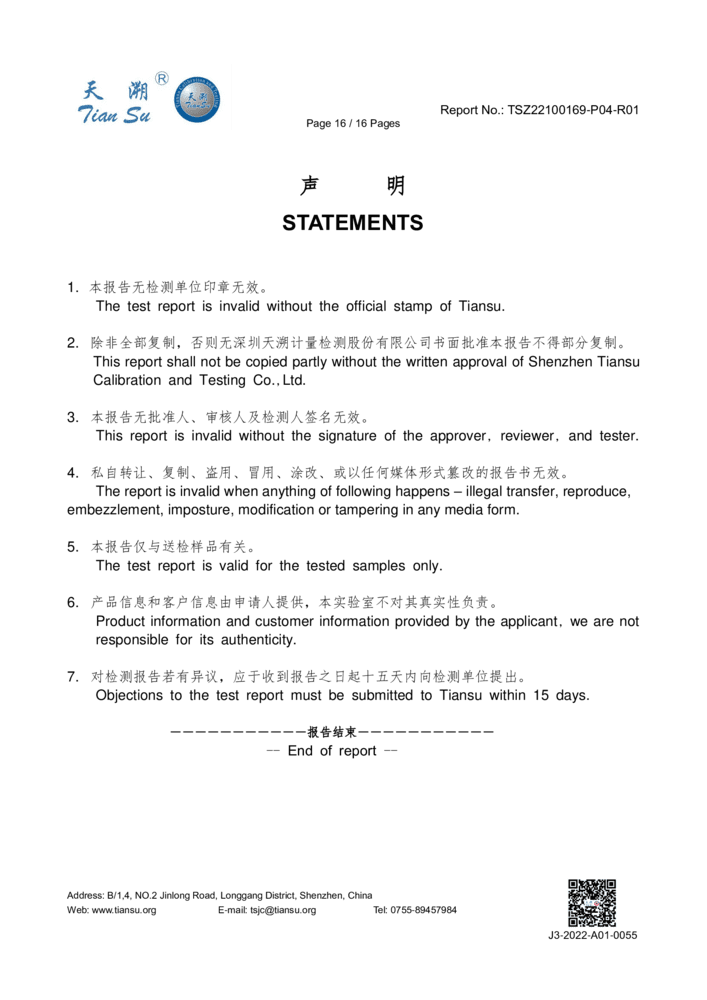 天 溯 ®
Tian Su
Report No.: TSZ22100169-P04-R01
Page 16 / 16 Pages
声 明
STATEMENTS
1. 本报告无检测单位印章无效。
The test report is invalid without the official stamp of Tiansu.
2. 除非全部复制，否则无深圳天溯计量检测股份有限公司书面批准本报告不得部分复制。
This report shall not be copied partly without the written approval of Shenzhen Tiansu
Calibration and Testing Co., Ltd.
3. 本报告无批准人、审核人及检测人签名无效。
This report is invalid without the signature of the approver, reviewer, and tester.
4. 私自转让、复制、盗用、冒用、涂改、或以任何媒体形式篡改的报告书无效。
The report is invalid when anything of following happens – illegal transfer, reproduce,
embezzlement, imposture, modification or tampering in any media form.
5. 本报告仅与送检样品有关。
The test report is valid for the tested samples only.
6. 产品信息和客户信息由申请人提供，本实验室不对其真实性负责。
Product information and customer information provided by the applicant, we are not
responsible for its authenticity.
7. 对检测报告若有异议，应于收到报告之日起十五天内向检测单位提出。
Objections to the test report must be submitted to Tiansu within 15 days.
－－－－－－－－－－－报告结束－－－－－－－－－－－
-- End of report --
Address: B/1,4, NO.2 Jinlong Road, Longgang District, Shenzhen, China
Web: www.tiansu.org E-mail: tsjc@tiansu.org Tel: 0755-89457984
J3-2022-A01-0055